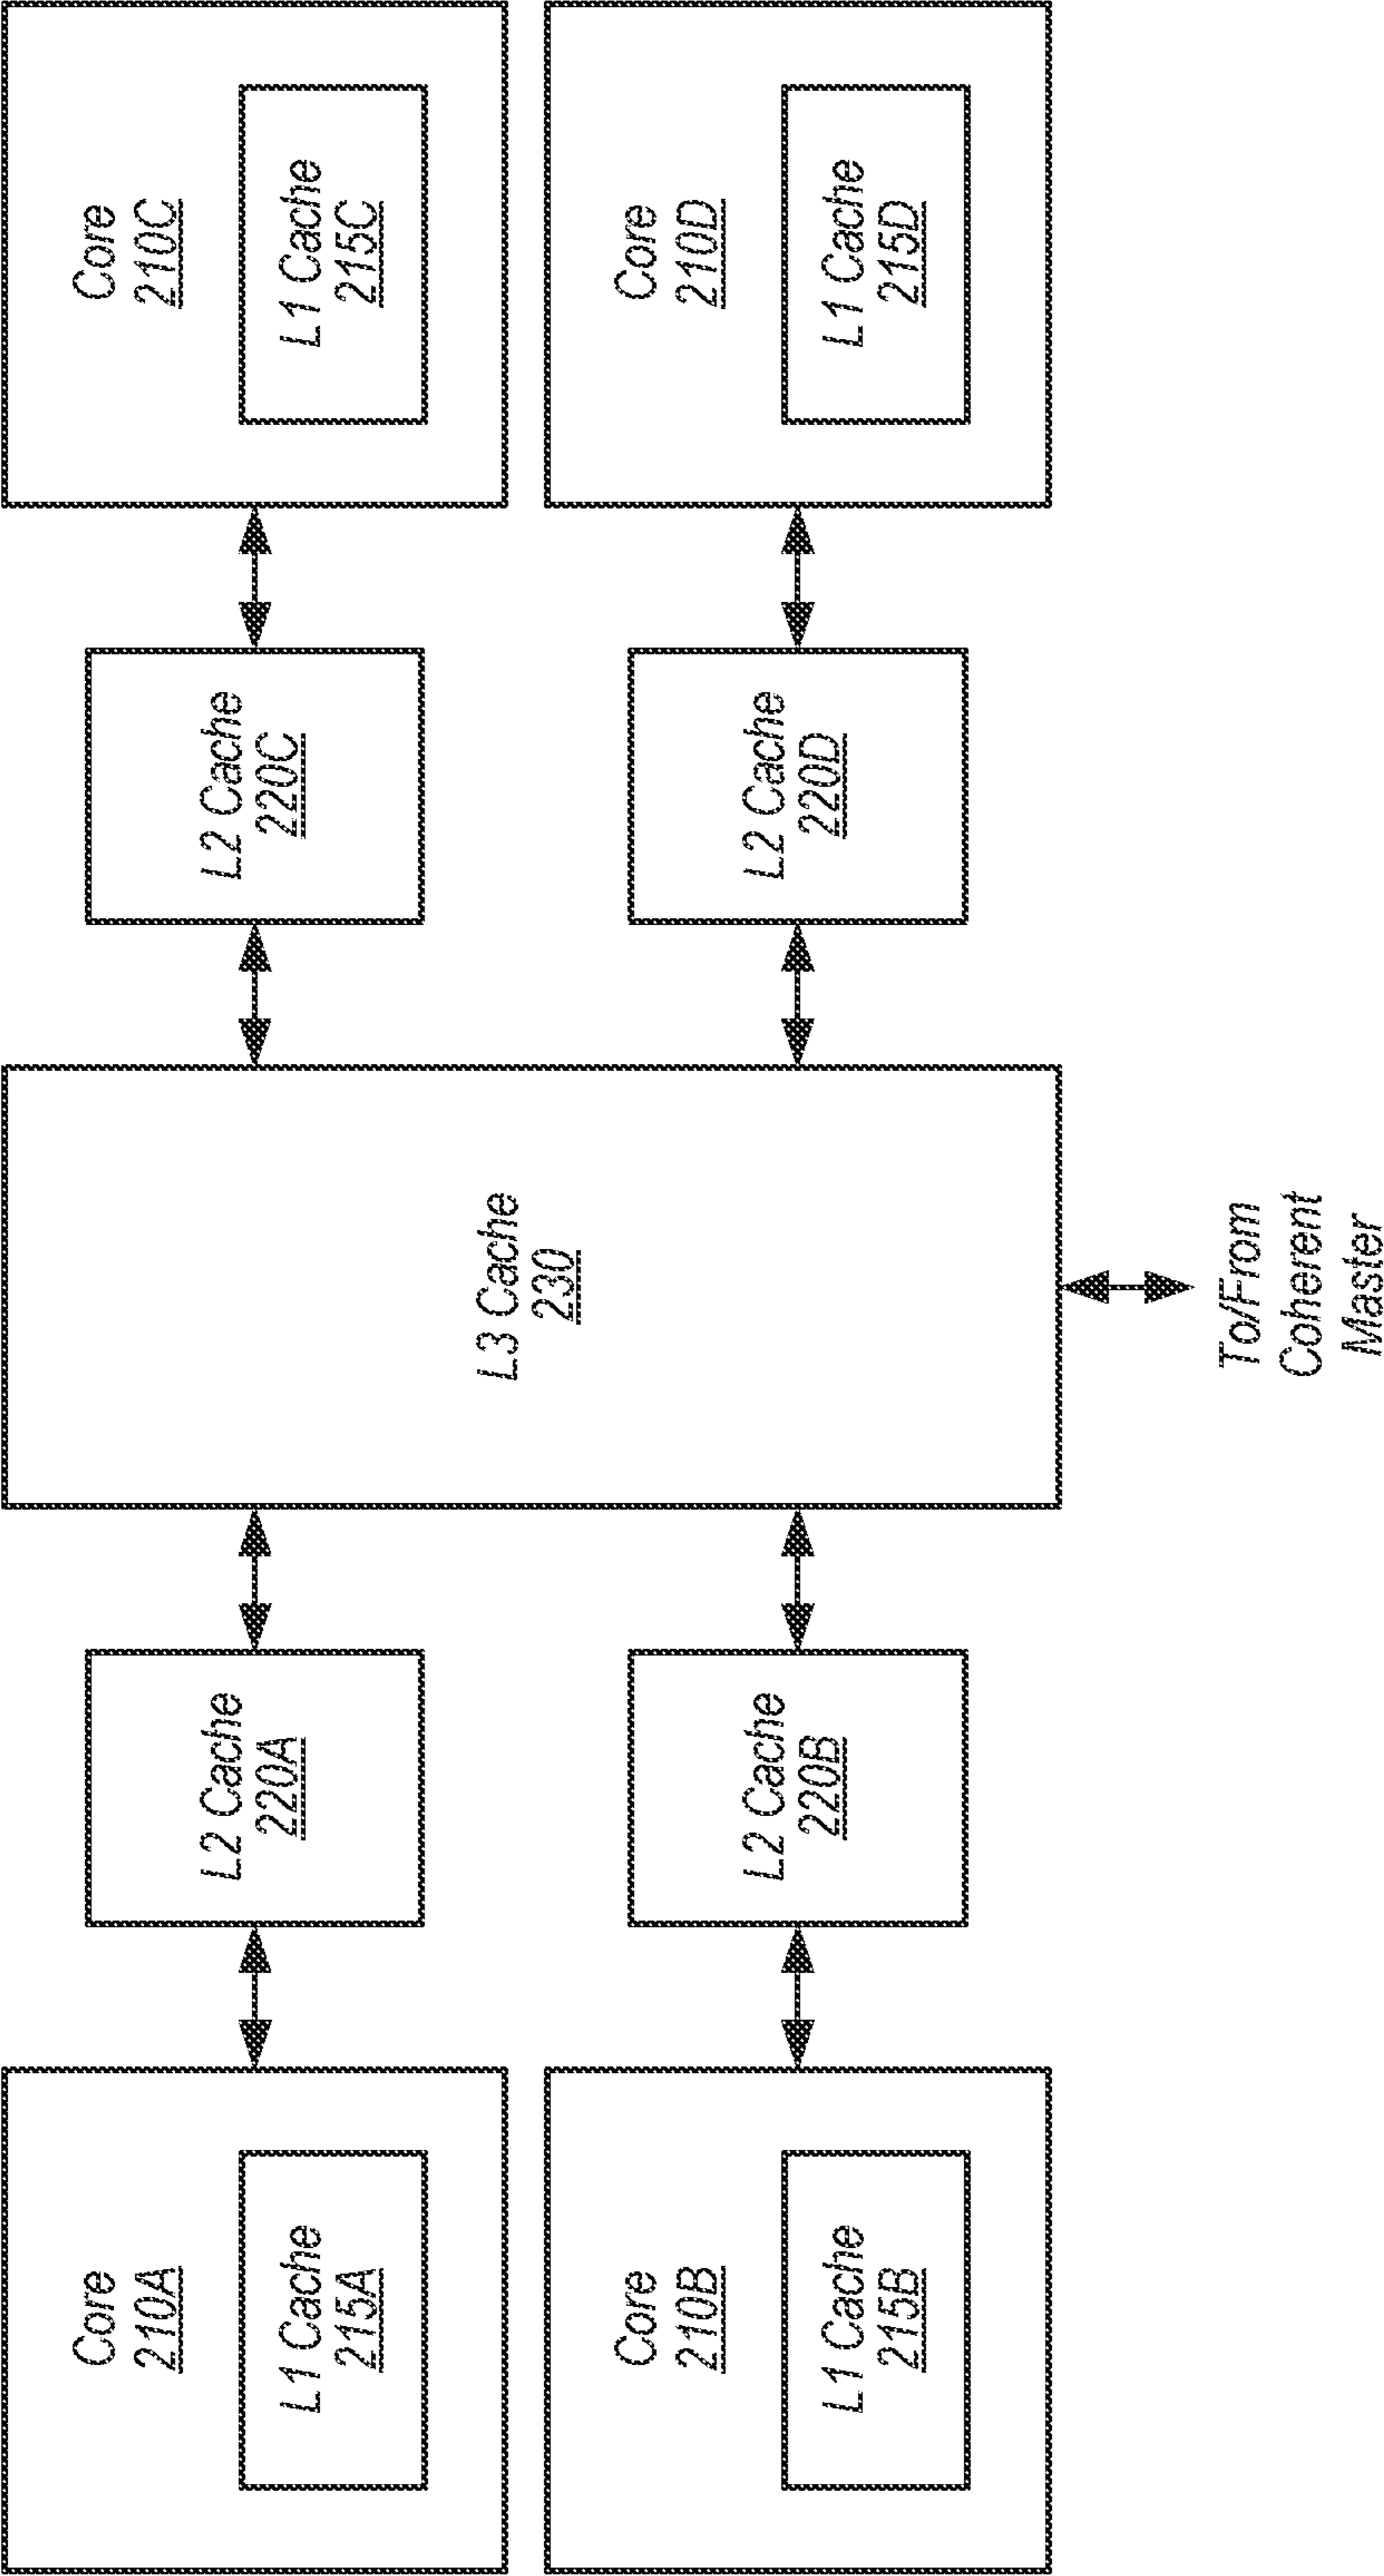 Core
210A
L1 Cache
215A
L2 Cache
220A
L3 Cache
230
L2 Cache
220C
Core
210C
L1 Cache
215C
Core
210B
L1 Cache
215B
L2 Cache
220B
L2 Cache
220D
Core
210D
L1 Cache
215D
To/From
Coherent
Master